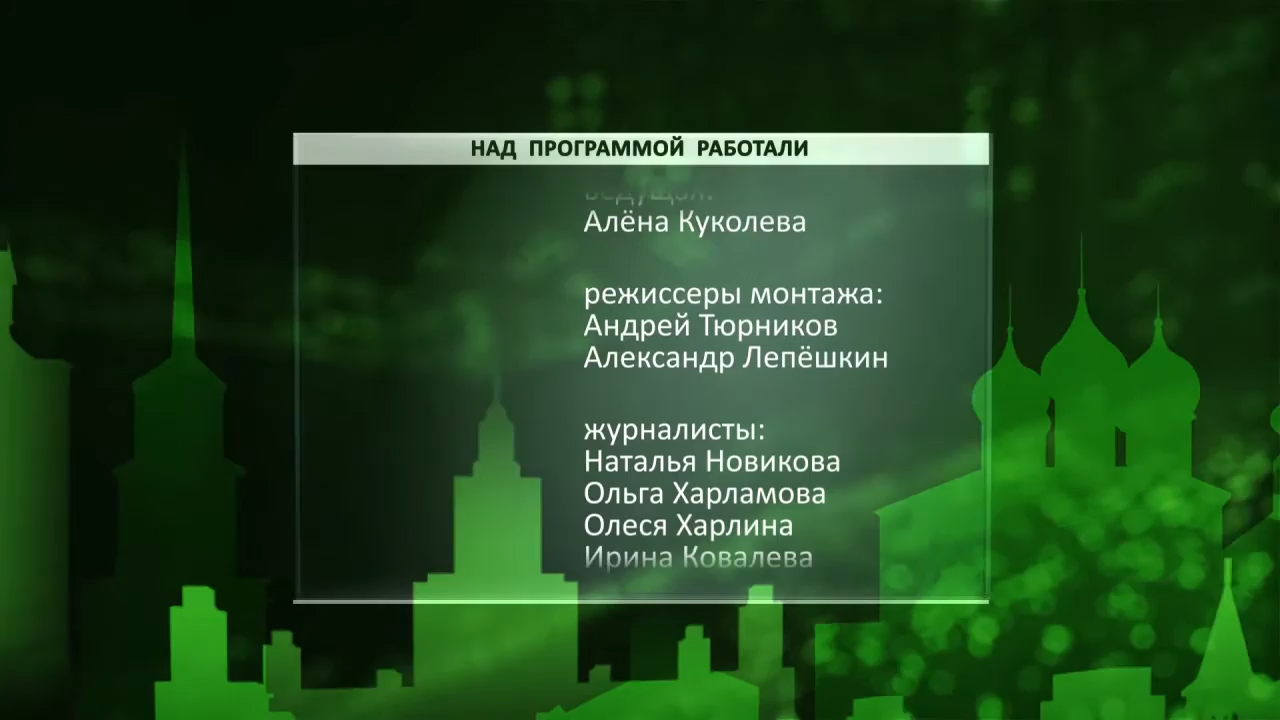 НАД ПРОГРАММОЙ РАБОТАЛИ
ведущая:
Алёна Куколева
режиссеры монтажа:
Андрей Тюрников
Александр Лепёшкин
журналисты:
Наталья Новикова
Ольга Харламова
Олеся Харлина
Ирина Ковалева